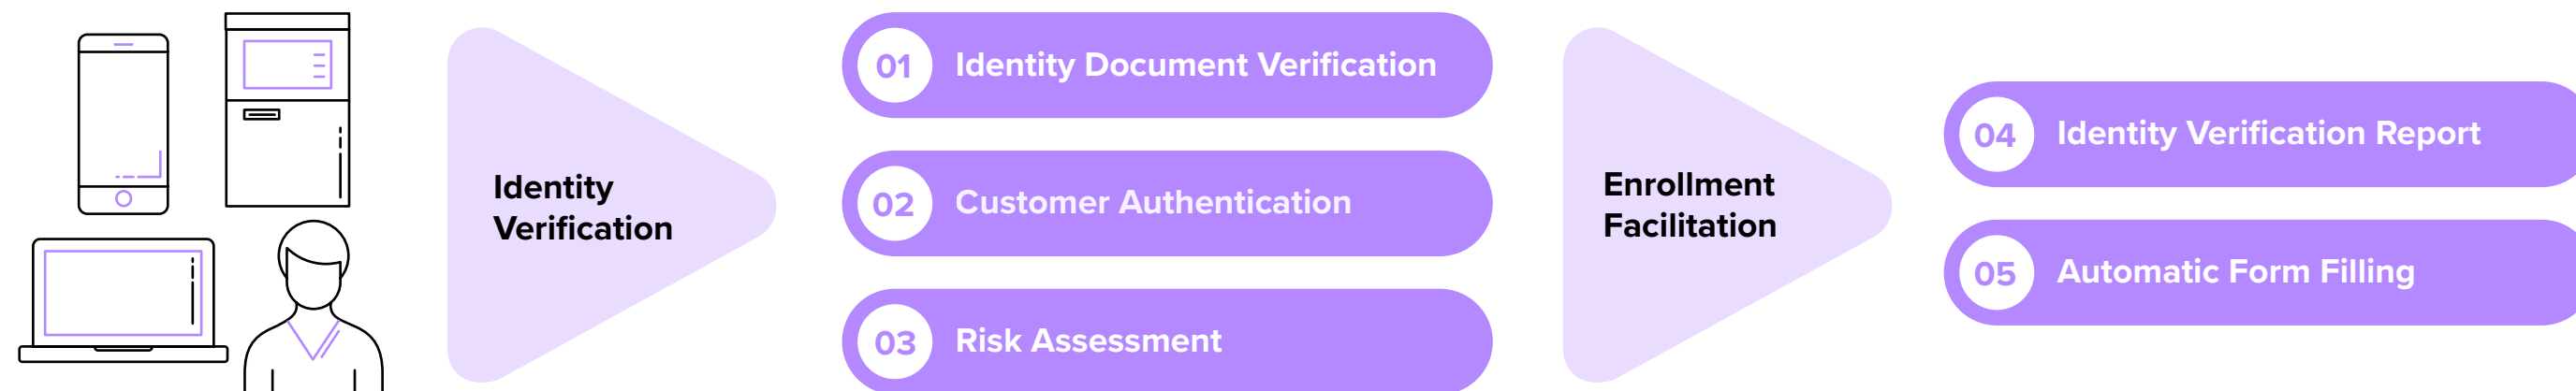 Identity
Verification
01 Identity Document Verification
02 Customer Authentication
03 Risk Assessment
Enrollment
Facilitation
04 Identity Verification Report
05 Automatic Form Filling